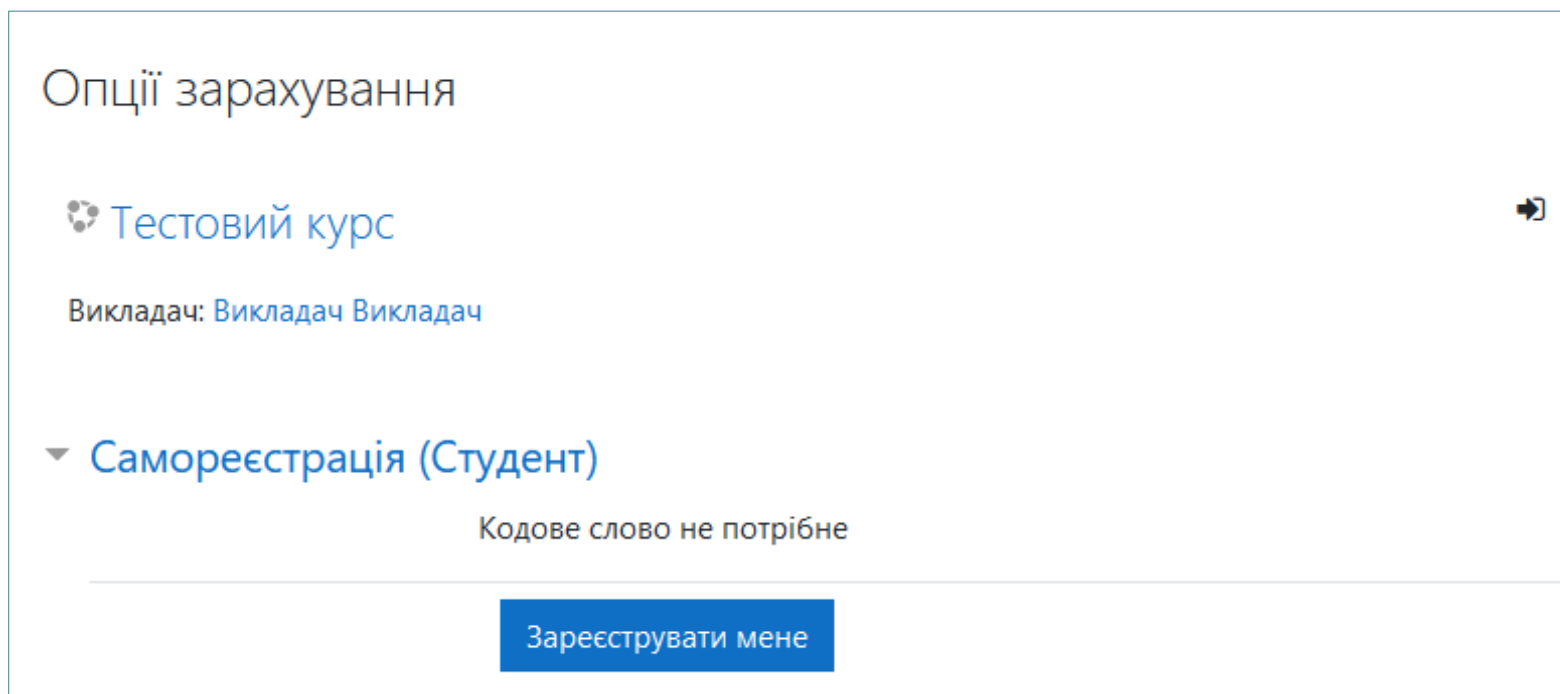 Опції зарахування
Тестовий курс
Викладач: Викладач Викладач
Самореєстрація (Студент)
Кодове слово не потрібне
Зареєструвати мене